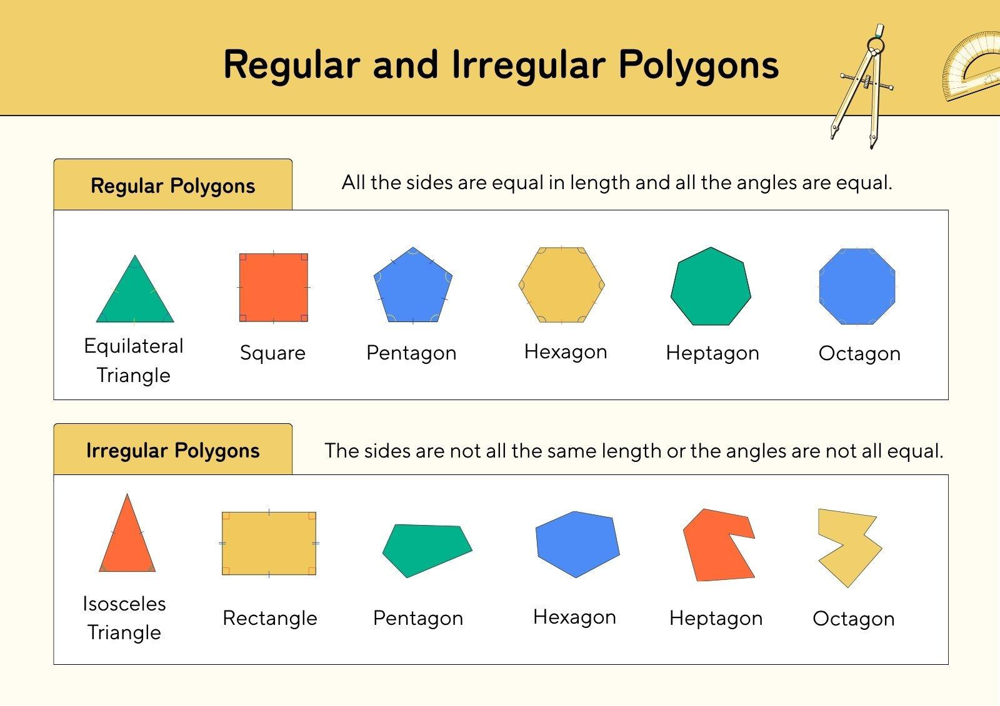 Regular and Irregular Polygons
Regular Polygons
All the sides are equal in length and all the angles are equal.
Equilateral
Triangle
Square
Pentagon
Hexagon
Heptagon
Octagon
Irregular Polygons
The sides are not all the same length or the angles are not all equal.
Isosceles
Triangle
Rectangle
Pentagon
Hexagon
Heptagon
Octagon